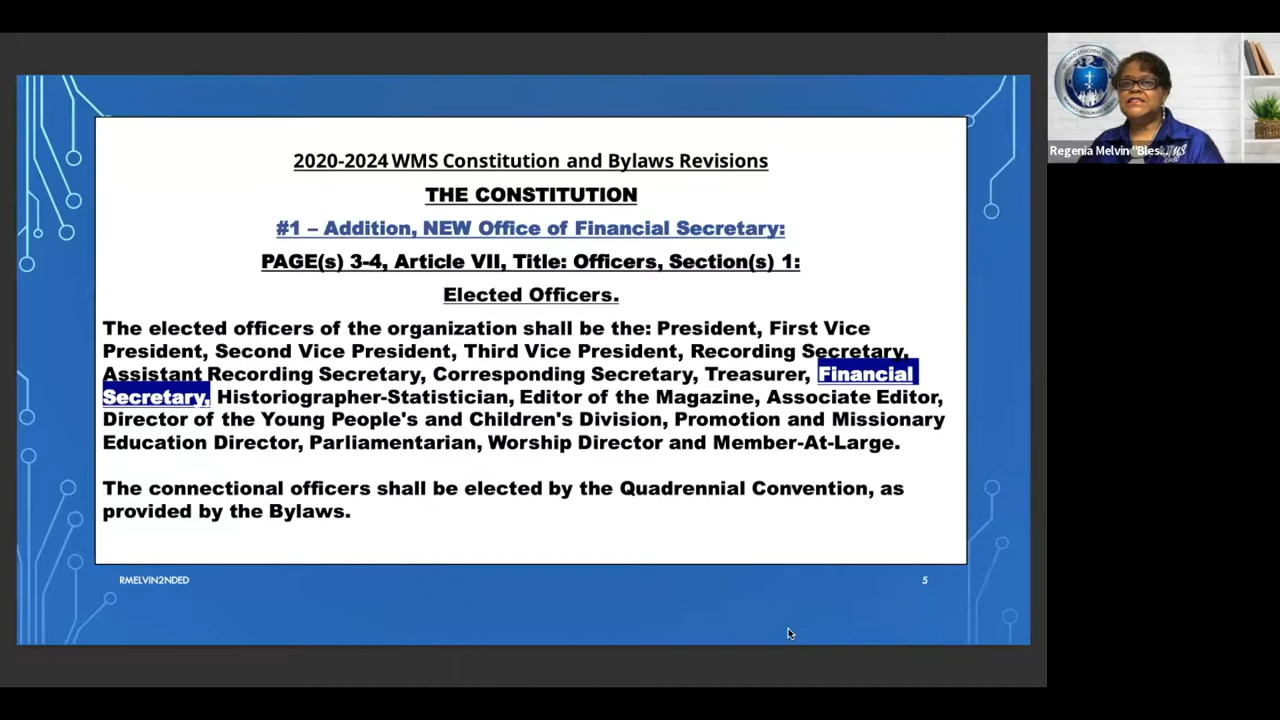 2020-2024 WMS Constitution and Bylaws Revisions
THE CONSTITUTION
#1 – Addition, NEW Office of Financial Secretary:
PAGE(s) 3-4, Article VII, Title: Officers, Section(s) 1:
Elected Officers.
The elected officers of the organization shall be the: President, First Vice
President, Second Vice President, Third Vice President, Recording Secretary,
Assistant Recording Secretary, Corresponding Secretary, Treasurer, Financial
Secretary, Historiographer-Statistician, Editor of the Magazine, Associate Editor,
Director of the Young People's and Children's Division, Promotion and Missionary
Education Director, Parliamentarian, Worship Director and Member-At-Large.
The connectional officers shall be elected by the Quadrennial Convention, as
provided by the Bylaws.
RMELVIN2NDED
5
Regenia Melvin "Bles...